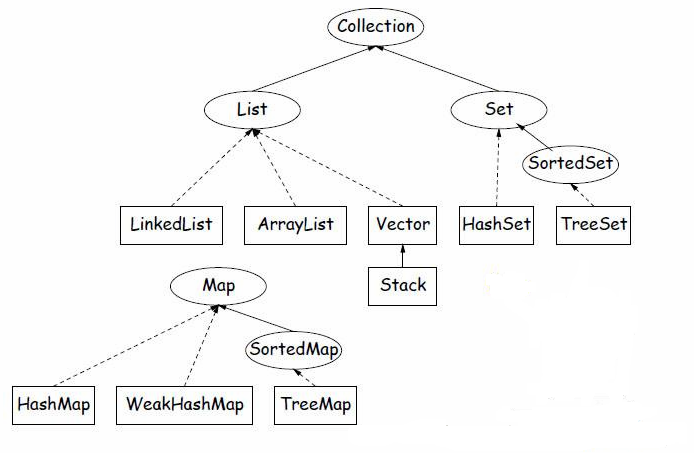 Collection
List
Set
SortedSet
LinkedList
ArrayList
Vector
HashSet
TreeSet
Map
Stack
SortedMap
HashMap
WeakHashMap
TreeMap